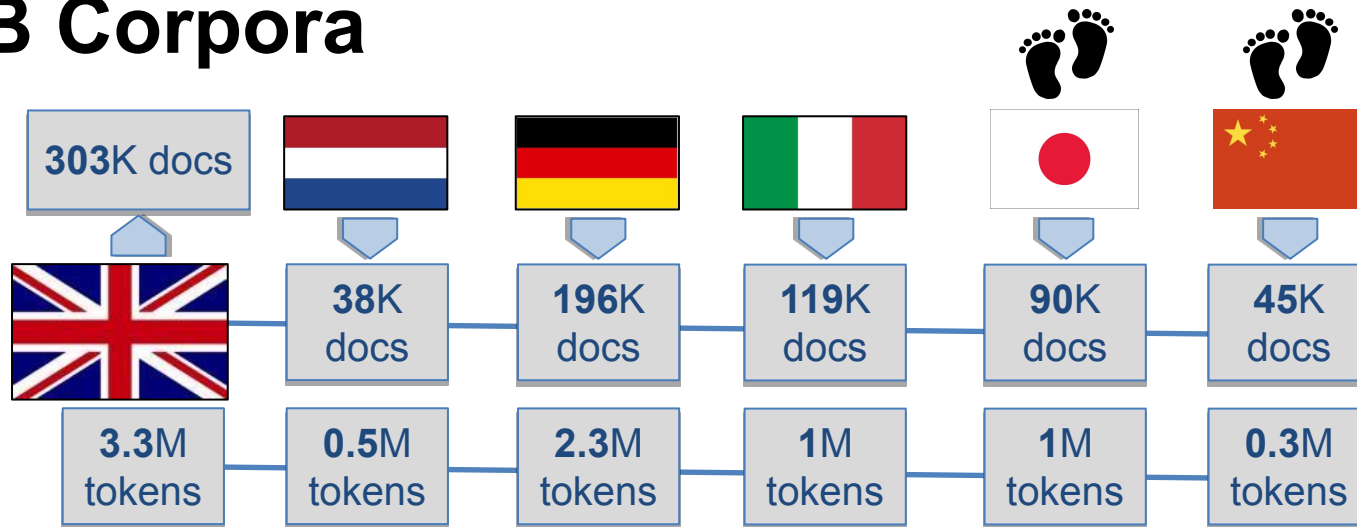 B Corpora
303K docs
38K
docs
196K
docs
119K
docs
90K
docs
45K
docs
3.3M
tokens
0.5M
tokens
2.3M
tokens
1M
tokens
1M
tokens
0.3M
tokens